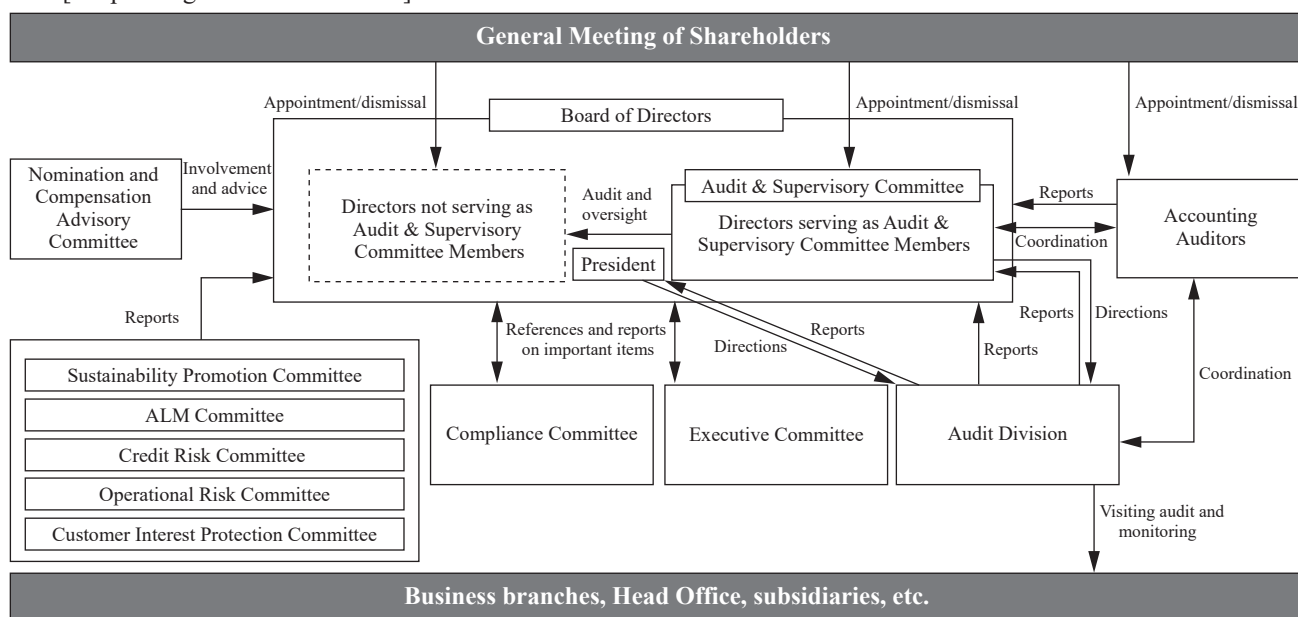 General Meeting of Shareholders
Appointment/dismissal
Appointment/dismissal
Appointment/dismissal
Board of Directors
Nomination and
Compensation
Advisory
Committee
Involvement
and advice
Directors not serving as
Audit & Supervisory
Committee Members
Audit and
oversight
Audit & Supervisory Committee
Directors serving as Audit &
Supervisory Committee Members
President
Reports
Coordination
Accounting
Auditors
Reports
References and reports
on important items
Directions
Reports
Reports
Reports
Directions
Coordination
Sustainability Promotion Committee
ALM Committee
Credit Risk Committee
Operational Risk Committee
Customer Interest Protection Committee
Compliance Committee
Executive Committee
Audit Division
Visiting audit and
monitoring
Business branches, Head Office, subsidiaries, etc.